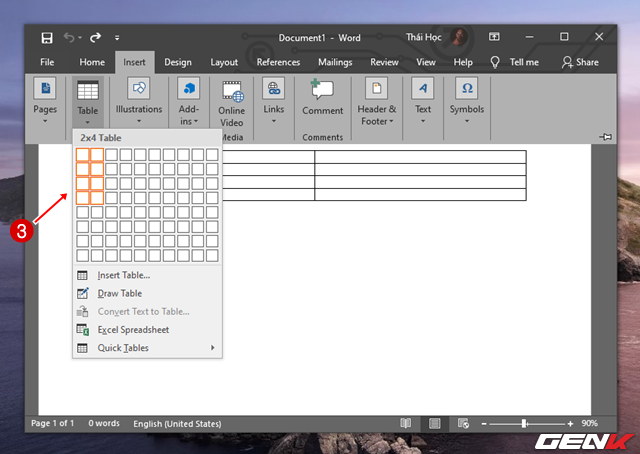 Document1 - Word
Thái Học
File Home Insert Design Layout References Mailings Review View Help Tell me Share
Pages
Table
Illustrations
Add-
ins
Online
Video
Links
Comment
Header &
Footer
Text
Symbols
Media
Comments
2x4 Table
3
Insert Table...
Draw Table
Convert Text to Table...
Excel Spreadsheet
Quick Tables
Page 1 of 1 0 words English (United States) 90%
GENK